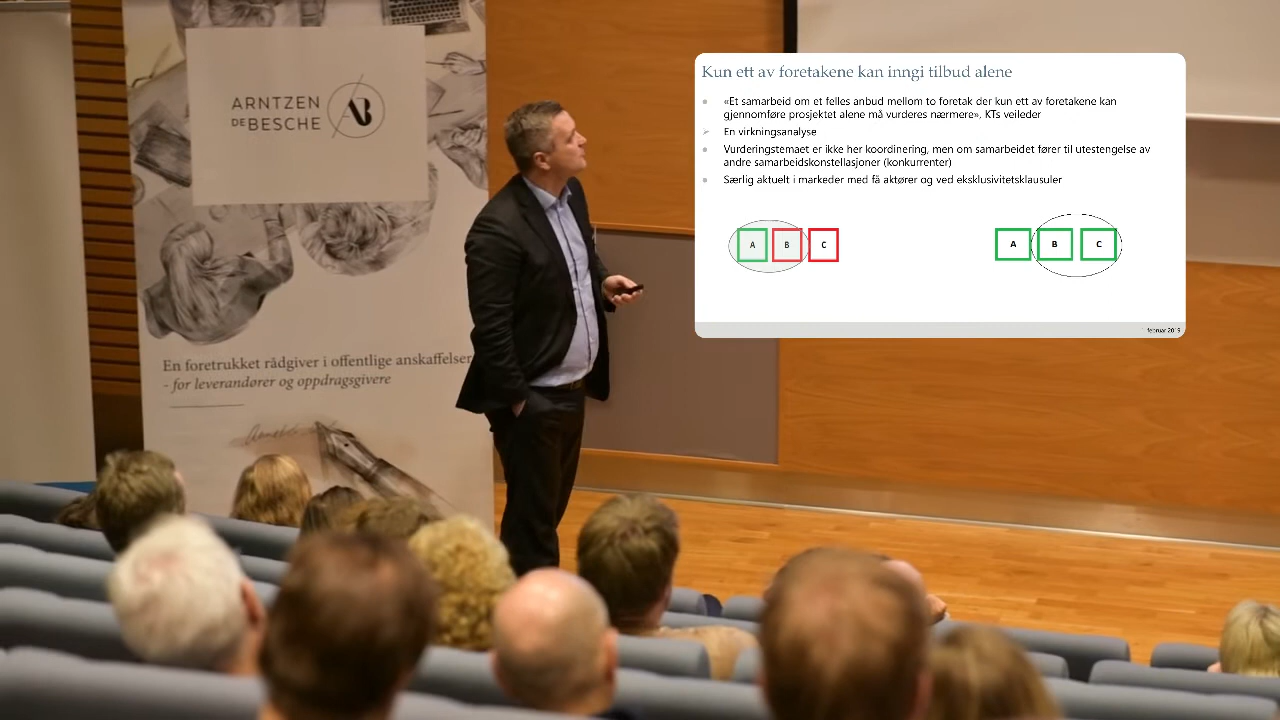 ARNTZEN
DE BESCHE
AB
En foretrukket rådgiver i offentlige anskaffelser
- for leverandører og oppdragsgivere
Kun ett av foretakene kan inngi tilbud alene
«Et samarbeid om et felles anbud mellom to foretak der kun ett av foretakene kan
gjennomføre prosjektet alene må vurderes nærmere». KTs veileder
En virkningsanalyse
Vurderingstemaet er ikke her koordinering, men om samarbeidet fører til utestengelse av
andre samarbeidskonstellasjoner (konkurrenter)
Særlig aktuelt i markeder med få aktører og ved eksklusivitetsklausuler
A B C
A B C
februar 2019